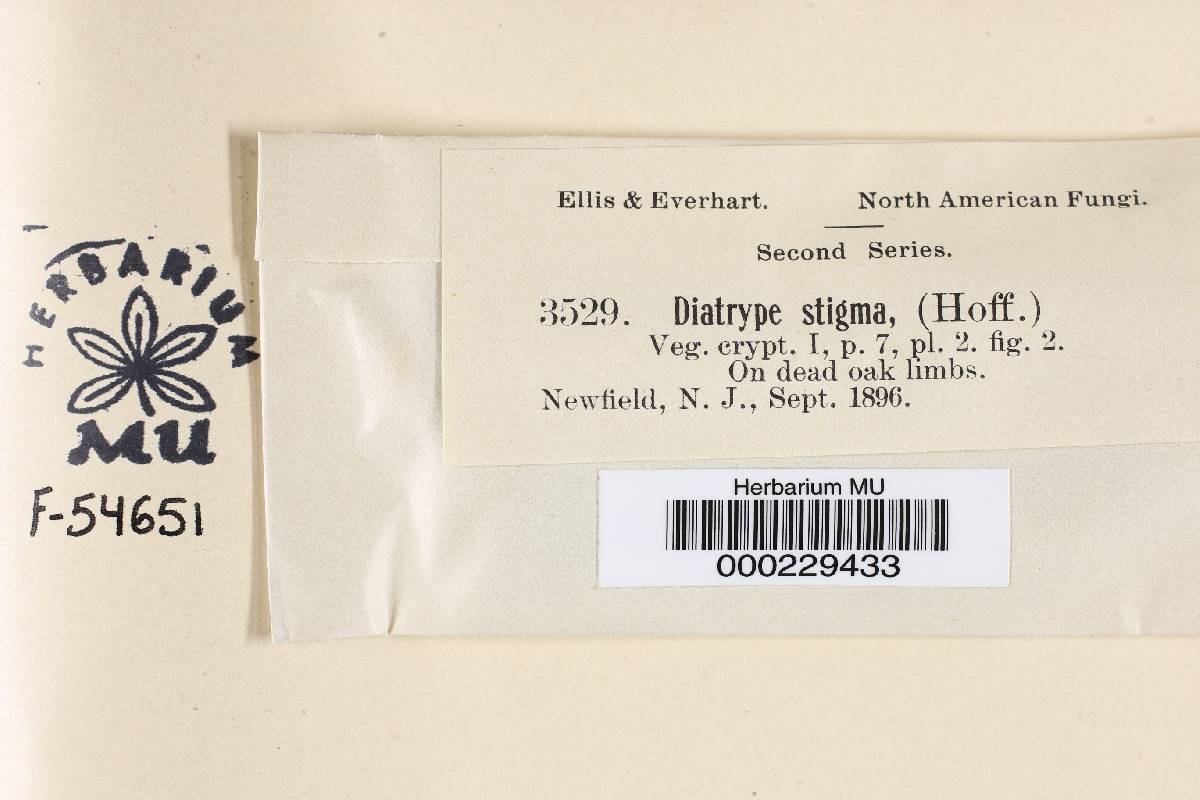 Ellis & Everhart. North American Fungi.
Second Series.
3529. Diatrype stigma, (Hoff.)
Veg. crypt. I, p. 7, pl. 2. fig. 2.
On dead oak limbs.
Newfield, N. J., Sept. 1896.
HERBARIUM
MU
F-54651
Herbarium MU
000229433